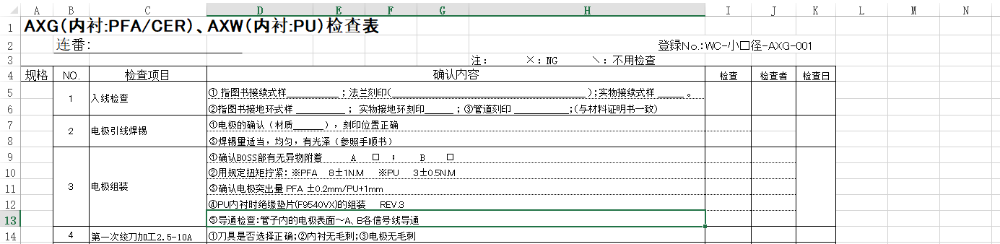 A B C D E F G H I J K L M N
1 AXG(内衬:PFA/CER)、AXW(内衬:PU)检查表
2 连番: 登録No.:WC-小口径-AXG-001
3 注: ×: NG ＼: 不用检查
4 规格 NO. 检查项目 确认内容 检查 检查者 检查日
5 ① 指图书接续式样__________ ；法兰刻印(____________________________________);实物接续式样 _____ 。
1 入线检查
6 ②指图书接地环式样 _________ ； 实物接地环刻印_____ ；③管道刻印 __________;(与材料证明书一致)
7 ①电极的确认（材质______），刻印位置正确
2 电极引线焊锡
8 ③焊锡量适当，均匀，有光泽（参照手顺书）
9 ①确认BOSS部有无异物附着 A □ ； B □
10 ②用规定扭矩拧紧: ※PFA 8±1N.M ※PU 3±0.5N.M
3 电极组装
11 ③确认电极突出量 PFA ±0.2mm/PU+1mm
12 ④PU内衬时绝缘垫片(F9540VX)的组装 REV.3
13 ⑤导通检查:管子内的电极表面～A、B各信号线导通
14 4 第一次绞刀加工2.5-10A ①刀具是否选择正确;②内衬无毛刺;③电极无毛刺